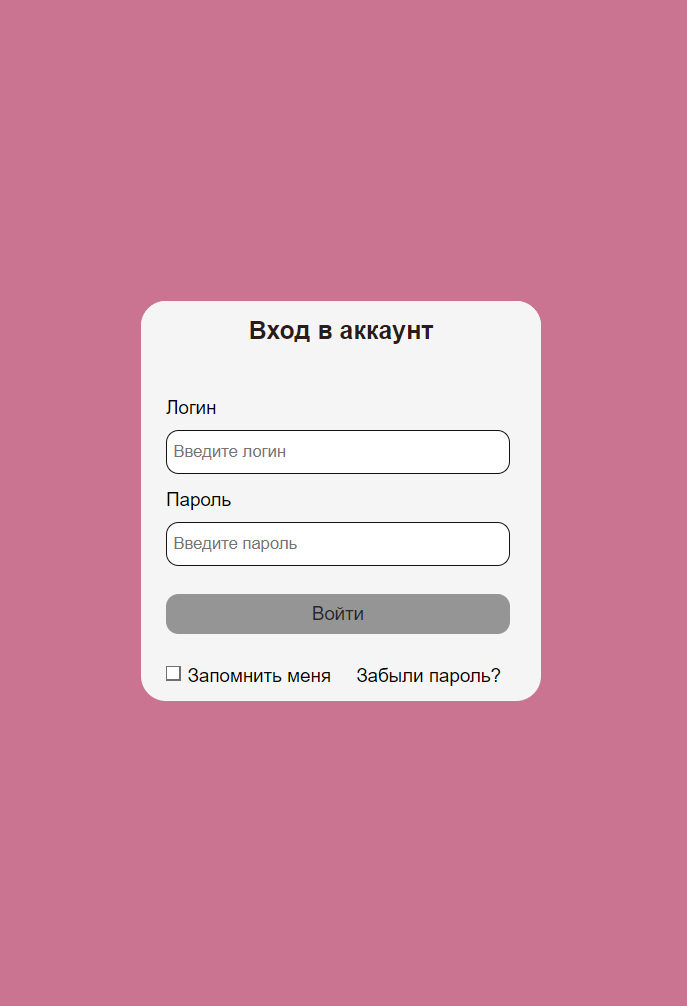 Вход в аккаунт
Логин
Введите логин
Пароль
Введите пароль
Войти
Запомнить меня Забыли пароль?